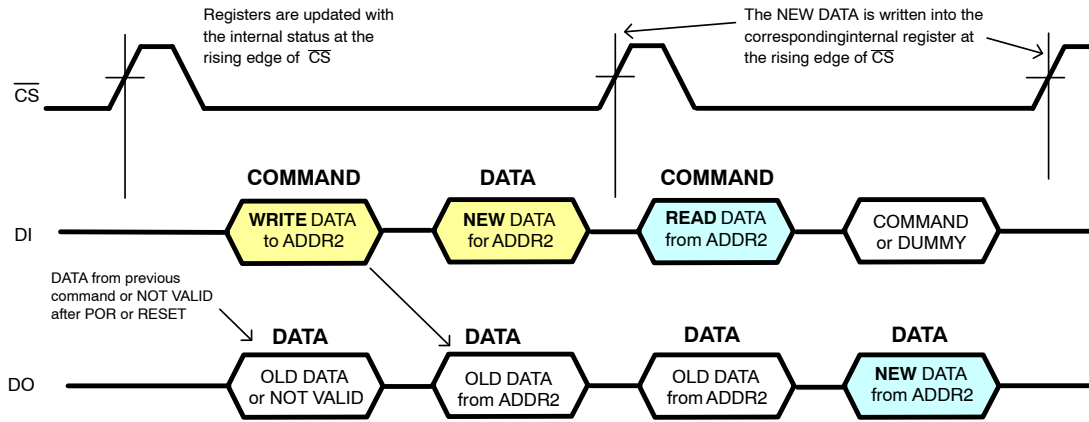 Registers are updated with
the internal status at the
rising edge of C̅S̅
The NEW DATA is written into the
correspondinginternal register at
the rising edge of C̅S̅
C̅S̅
COMMAND
DATA
COMMAND
DI
WRITE DATA
to ADDR2
NEW DATA
for ADDR2
READ DATA
from ADDR2
COMMAND
or DUMMY
DATA from previous
command or NOT VALID
after POR or RESET
DATA
DATA
DATA
DATA
DO
OLD DATA
or NOT VALID
OLD DATA
from ADDR2
OLD DATA
from ADDR2
NEW DATA
from ADDR2